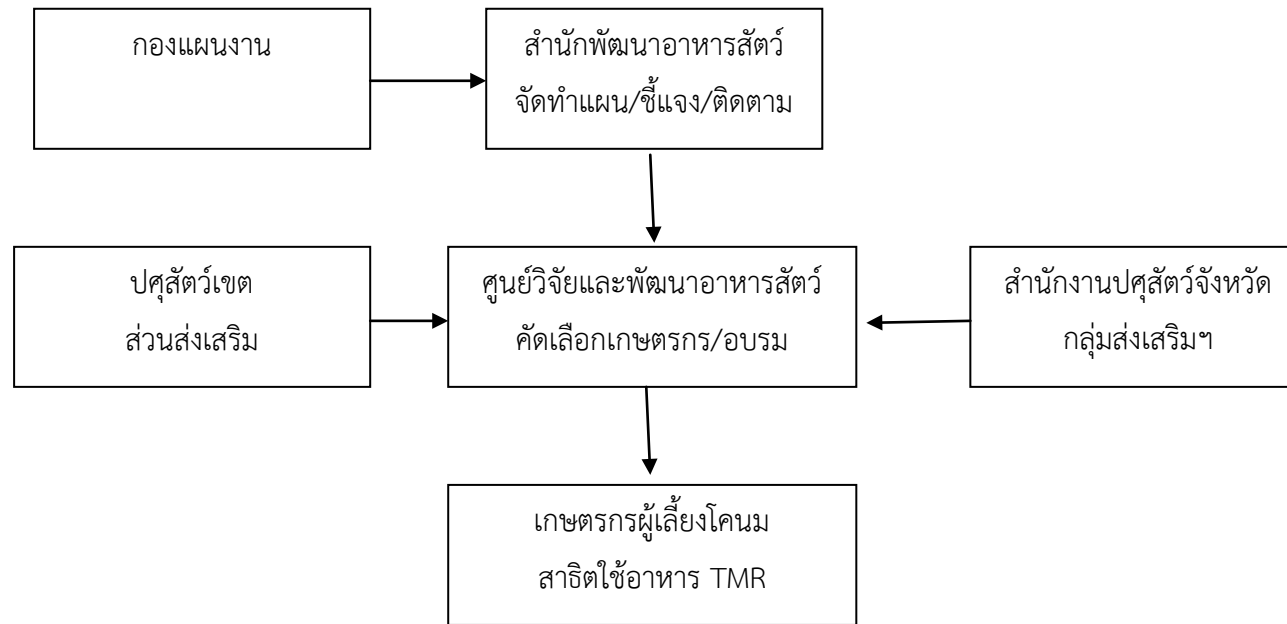 กองแผนงาน
สำนักพัฒนาอาหารสัตว์
จัดทำแผน/ชี้แจง/ติดตาม
ปศุสัตว์เขต
ส่วนส่งเสริม
ศูนย์วิจัยและพัฒนาอาหารสัตว์
คัดเลือกเกษตรกร/อบรม
สำนักงานปศุสัตว์จังหวัด
กลุ่มส่งเสริมฯ
เกษตรกรผู้เลี้ยงโคนม
สาธิตใช้อาหาร TMR